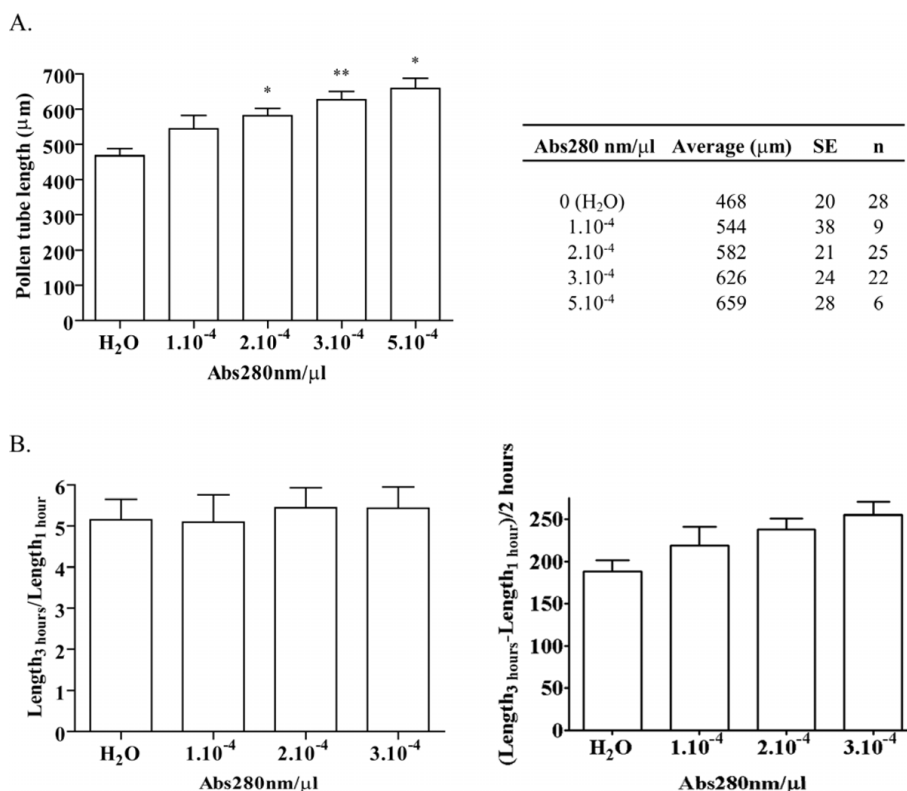 A.
Pollen tube length (μm)
700
600
500
400
300
200
100
0
*
**
*
H₂O 1.10⁻⁴ 2.10⁻⁴ 3.10⁻⁴ 5.10⁻⁴
Abs280nm/μl
Abs280 nm/μl Average (μm) SE n
0 (H₂O) 468 20 28
1.10⁻⁴ 544 38 9
2.10⁻⁴ 582 21 25
3.10⁻⁴ 626 24 22
5.10⁻⁴ 659 28 6
B.
Length₃ hours/Length₁ hour
6
5
4
3
2
1
0
H₂O 1.10⁻⁴ 2.10⁻⁴ 3.10⁻⁴
Abs280nm/μl
(Length₃ hours-Length₁ hour)/2 hours
250
200
150
100
50
0
H₂O 1.10⁻⁴ 2.10⁻⁴ 3.10⁻⁴
Abs280nm/μl